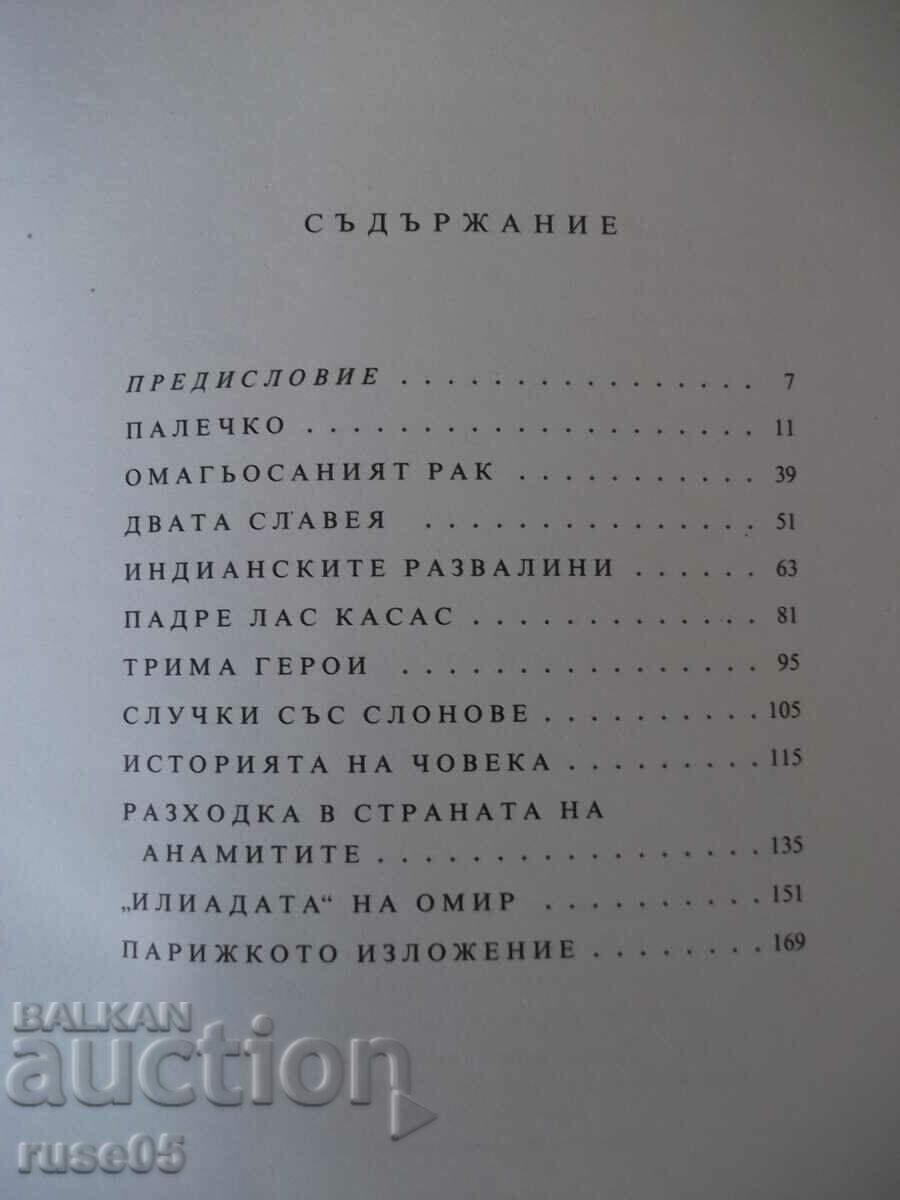 СЪДЪРЖАНИЕ
ПРЕДИСЛОВИЕ . . . . . . . . . . . . . . . . 7
ПАЛЕЧКО . . . . . . . . . . . . . . . . . . . . 11
ОМАГЬОСАНИЯТ РАК . . . . . . . . . . . 39
ДВАТА СЛАВЕЯ . . . . . . . . . . . . . . . 51
ИНДИАНСКИТЕ РАЗВАЛИНИ . . . . . . 63
ПАДРЕ ЛАС КАСАС . . . . . . . . . . . . . 81
ТРИМА ГЕРОИ . . . . . . . . . . . . . . . . 95
СЛУЧКИ СЪС СЛОНОВЕ . . . . . . . . . . 105
ИСТОРИЯТА НА ЧОВЕКА . . . . . . . . . 115
РАЗХОДКА В СТРАНАТА НА
АНАМИТИТЕ . . . . . . . . . . . . . . . . . 135
„ИЛИАДАТА“ НА ОМИР . . . . . . . . . . 151
ПАРИЖКОТО ИЗЛОЖЕНИЕ . . . . . . . . 169
BALKAN
auction
ruse05